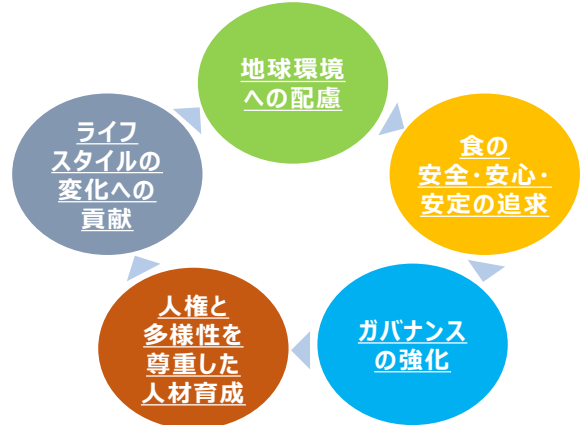 地球環境
への配慮
食の
安全・安心・
安定の追求
ガバナンス
の強化
人権と
多様性を
尊重した
人材育成
ライフ
スタイルの
変化への
貢献